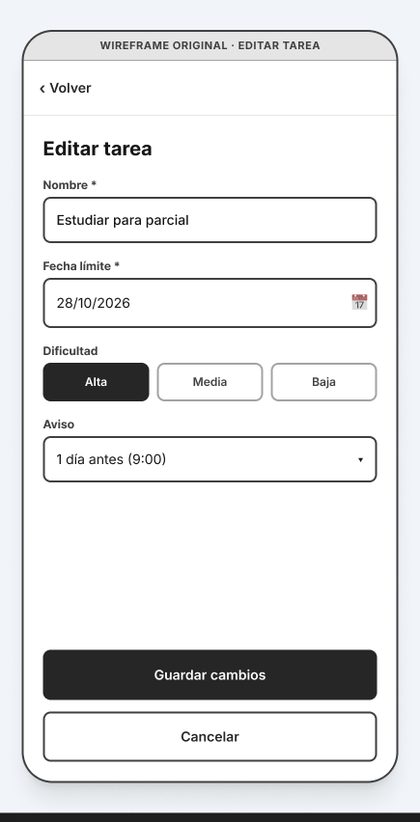 WIREFRAME ORIGINAL · EDITAR TAREA
‹ Volver
Editar tarea
Nombre *
Estudiar para parcial
Fecha límite *
28/10/2026
17
Dificultad
Alta Media Baja
Aviso
1 día antes (9:00)
Guardar cambios
Cancelar